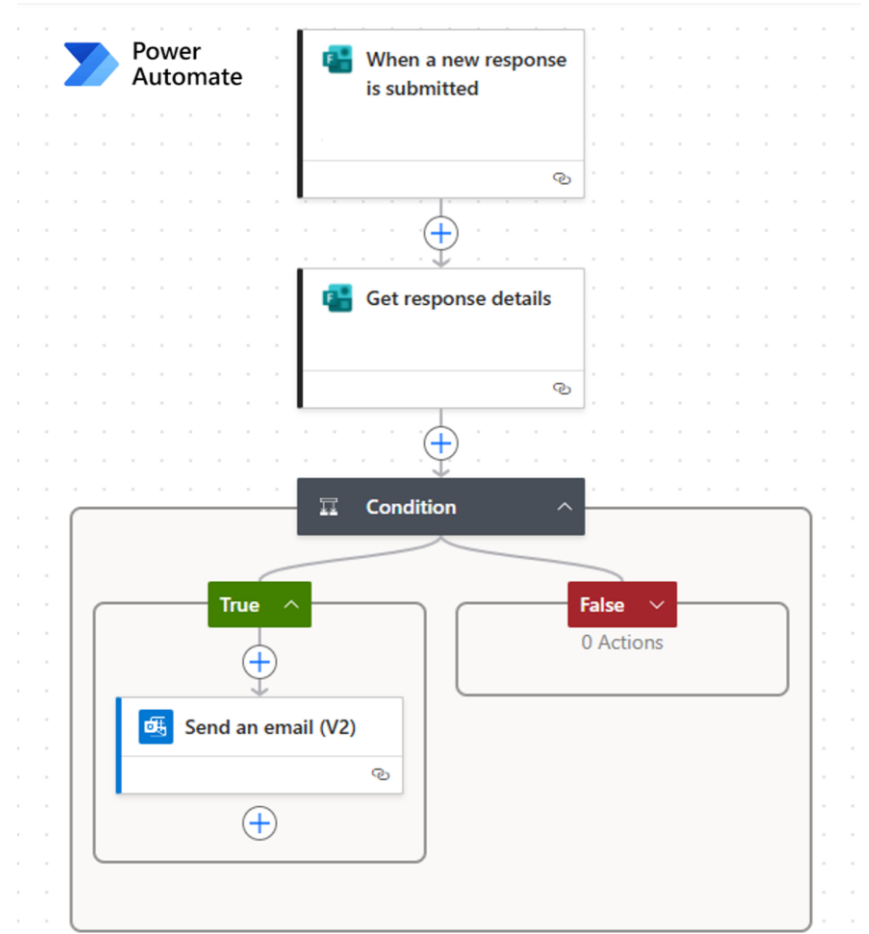 Power
Automate
When a new response
is submitted
Get response details
Condition
True
False
0 Actions
Send an email (V2)